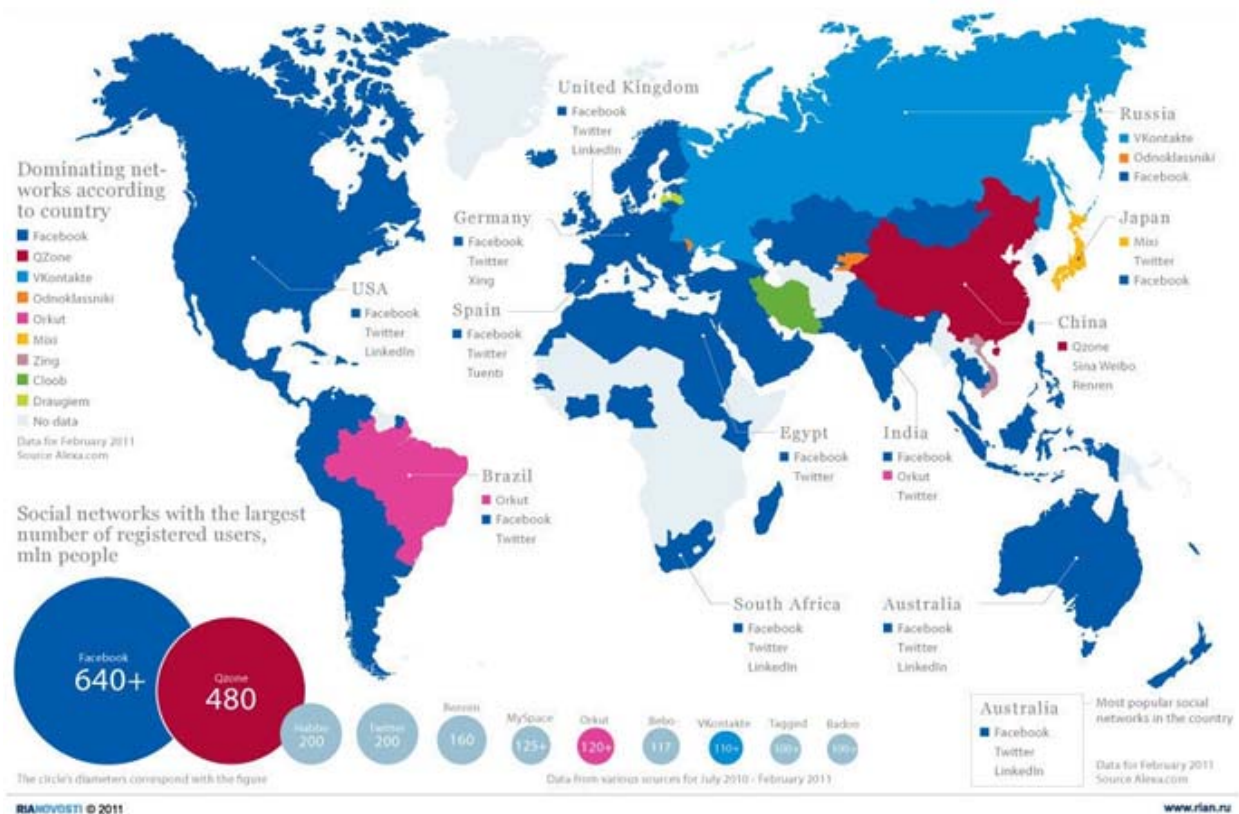 United Kingdom
Facebook
Twitter
LinkedIn
Russia
VKontakte
Odnoklassniki
Facebook
Dominating net-
works according
to country
Facebook
QZone
VKontakte
Odnoklassniki
Orkut
Mixi
Zing
Cloob
Draugiem
No data
Data for February 2011
Source Alexa.com
Germany
Facebook
Twitter
Xing
Japan
Mixi
Twitter
Facebook
USA
Facebook
Twitter
LinkedIn
Spain
Facebook
Twitter
Tuenti
China
Qzone
Sina Weibo
Renren
Egypt
Facebook
Twitter
India
Facebook
Orkut
Twitter
Brazil
Orkut
Facebook
Twitter
South Africa
Facebook
Twitter
LinkedIn
Australia
Facebook
Twitter
LinkedIn
Social networks with the largest
number of registered users,
mln people
Facebook
640+
Qzone
480
Habbo
200
Twitter
200
Renren
160
MySpace
125+
Orkut
120+
Bebo
117
VKontakte
110+
Tagged
100+
Badoo
100+
Australia
Facebook
Twitter
LinkedIn
Most popular social
networks in the country
Data for February 2011
Source Alexa.com
The circle's diameters correspond with the figure
Data from various sources for July 2010 - February 2011
RIANOVOSTI © 2011
www.rian.ru